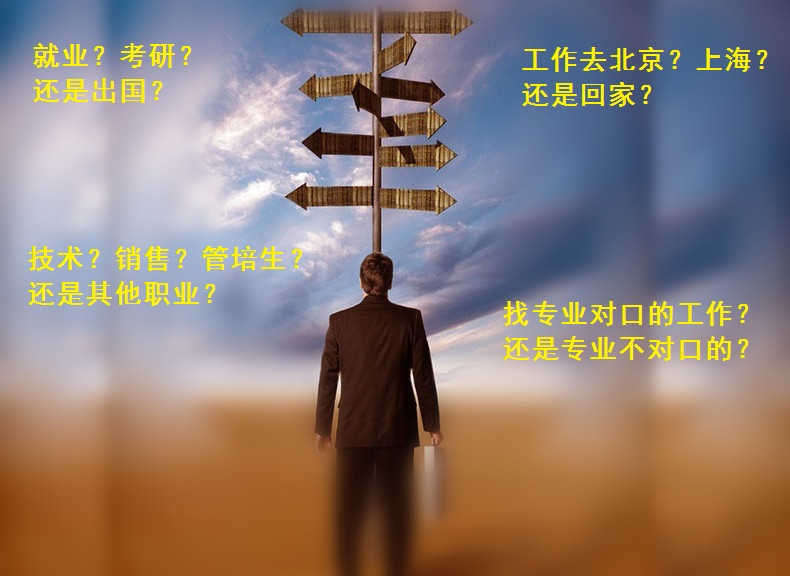 就业？考研？
还是出国？
工作去北京？上海？
还是回家？
技术？销售？管培生？
还是其他职业？
找专业对口的工作？
还是专业不对口的？